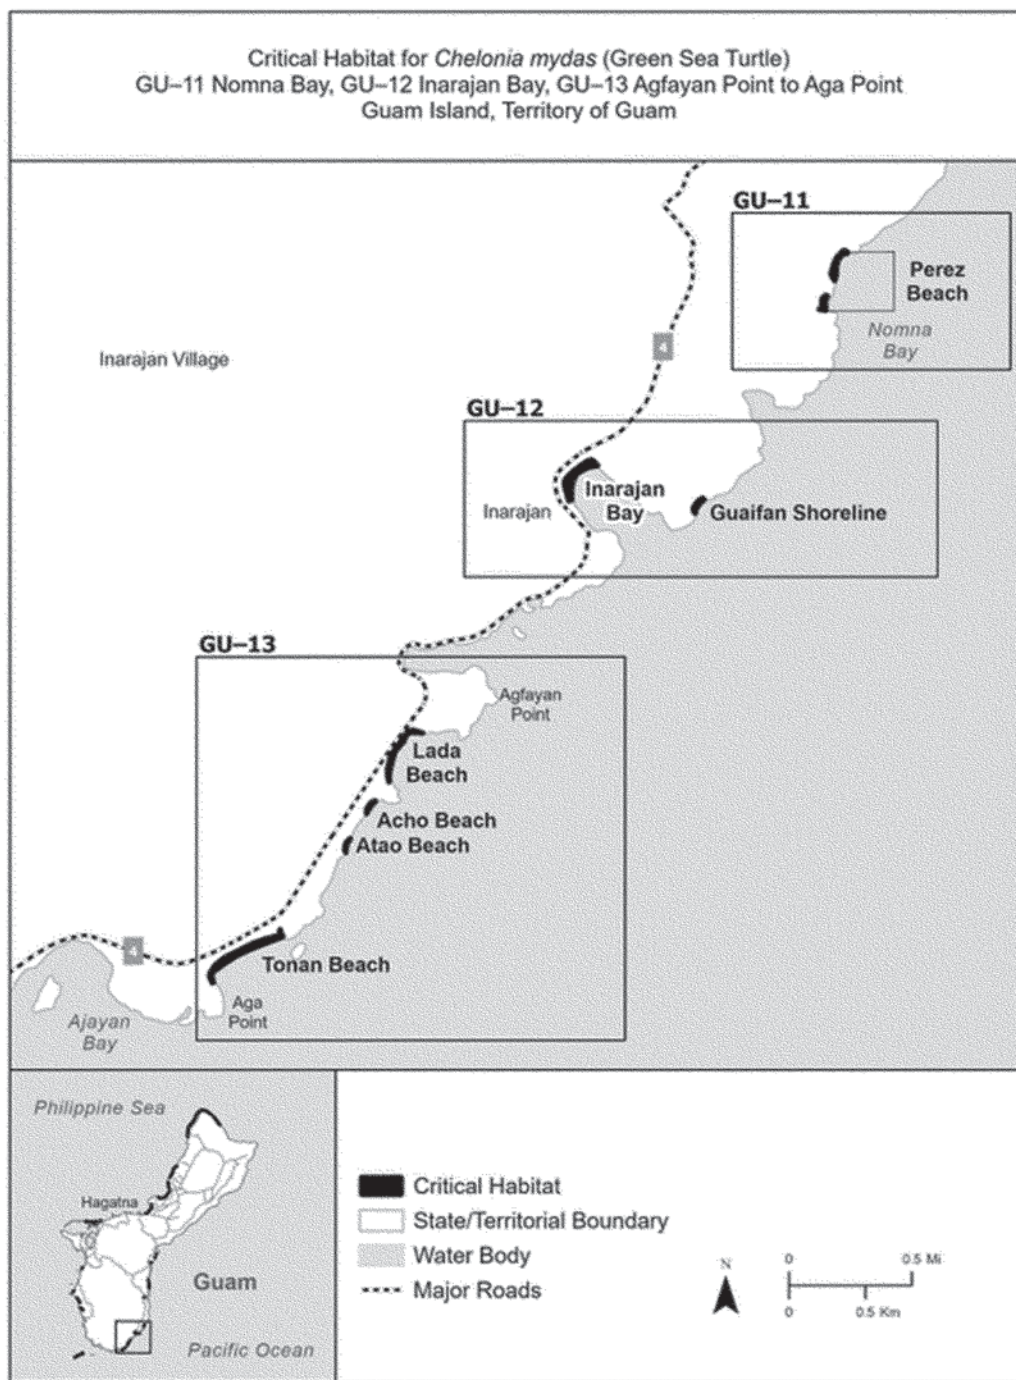 Critical Habitat for Chelonia mydas (Green Sea Turtle)
GU–11 Nomna Bay, GU–12 Inarajan Bay, GU–13 Agfayan Point to Aga Point
Guam Island, Territory of Guam
GU–11
Perez
Beach
Nomna
Bay
4
Inarajan Village
GU–12
Inarajan
Bay
Inarajan
Guaifan Shoreline
GU–13
Agfayan
Point
Lada
Beach
Acho Beach
Atao Beach
4
Tonan Beach
Aga
Point
Ajayan
Bay
Philippine Sea
Hagatna
Guam
Pacific Ocean
Critical Habitat
State/Territorial Boundary
Water Body
Major Roads
N
0 0.5 Mi
0 0.5 Km